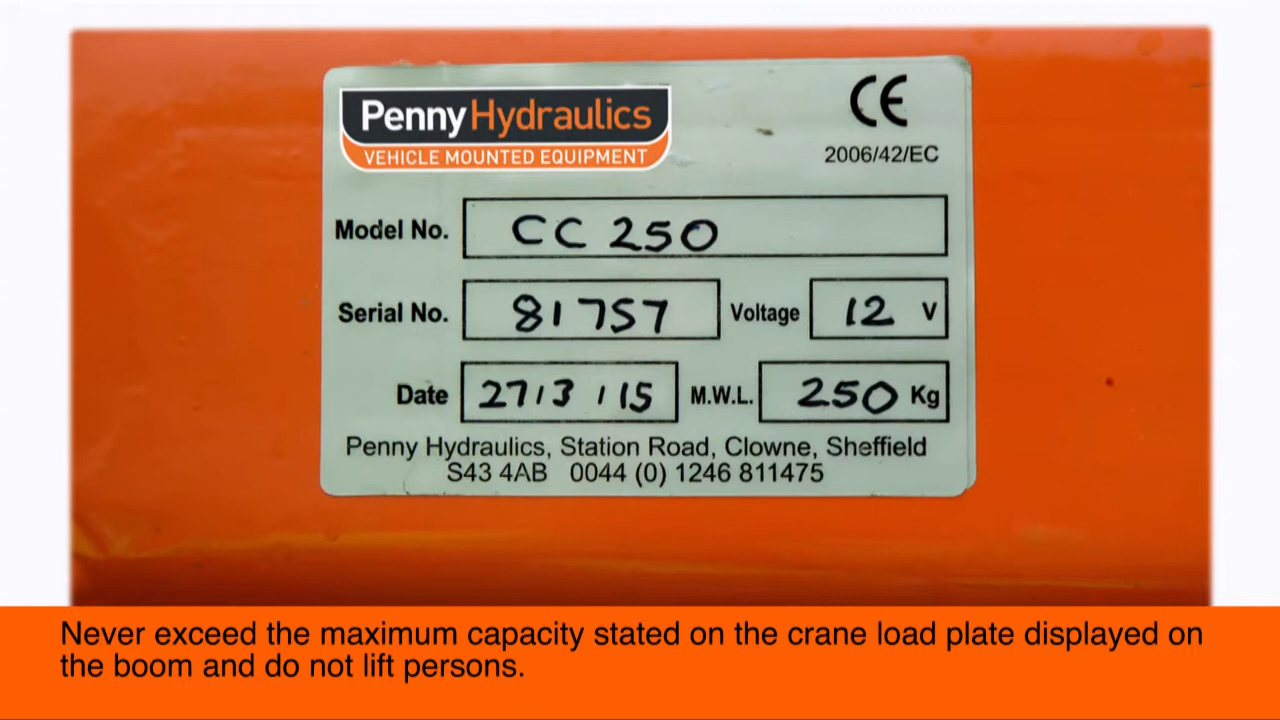 Penny Hydraulics
VEHICLE MOUNTED EQUIPMENT
CE
2006/42/EC
Model No. CC 250
Serial No. 81757 Voltage 12 V
Date 27/3/15 M.W.L. 250 Kg
Penny Hydraulics, Station Road, Clowne, Sheffield
S43 4AB 0044 (0) 1246 811475
Never exceed the maximum capacity stated on the crane load plate displayed on
the boom and do not lift persons.